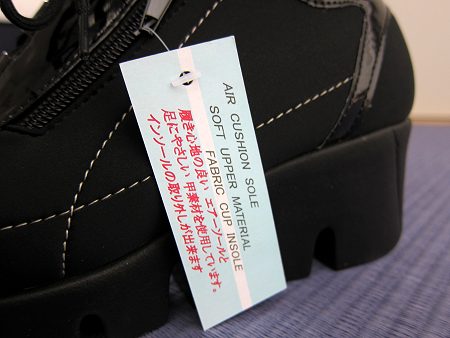 AIR CUSHION SOLE
SOFT UPPER MATERIAL
FABRIC CUP INSOLE
履き心地の良い エアーソールと
足にやさしい 甲素材を使用しています。
インソールの取り外しが出来ます